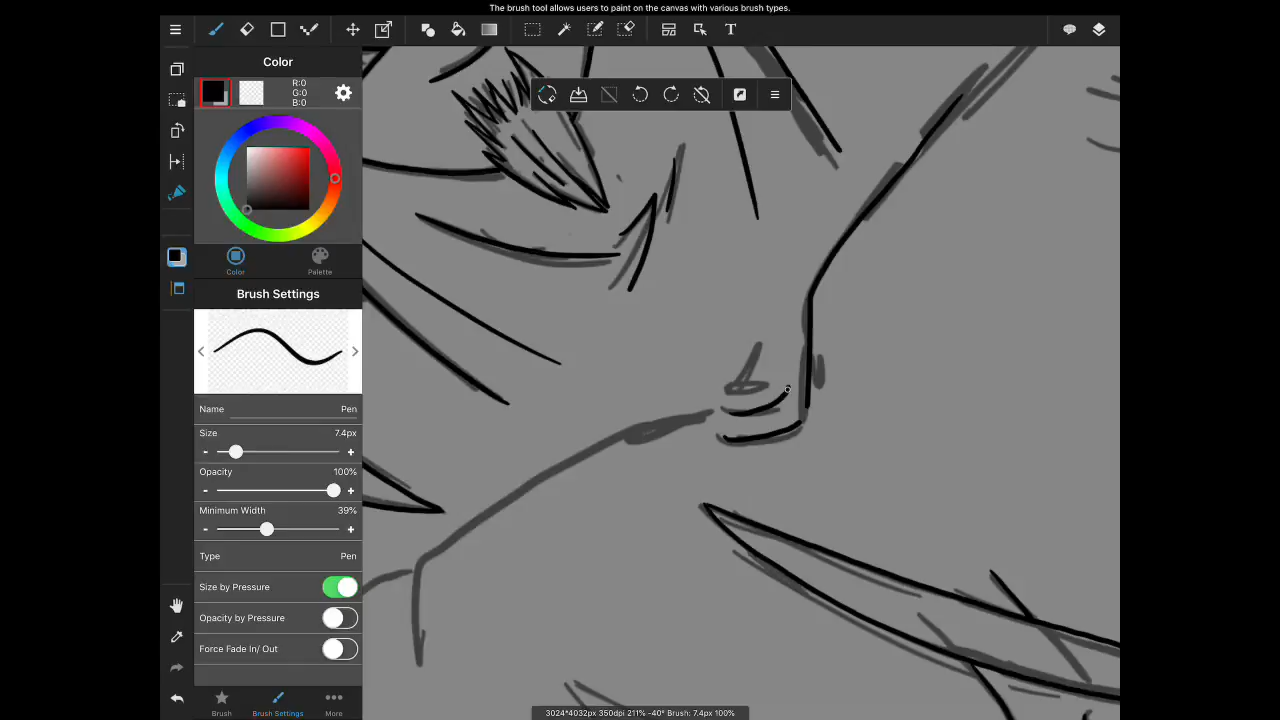 The brush tool allows users to paint on the canvas with various brush types.
T
Color
R:0
G:0
B:0
Color
Palette
Brush Settings
Name Pen
Size 7.4px
- +
Opacity 100%
- +
Minimum Width 39%
- +
Type Pen
Size by Pressure
Opacity by Pressure
Force Fade In/ Out
Brush
Brush Settings
More
3024*4032px 350dpi 211% -40° Brush: 7.4px 100%